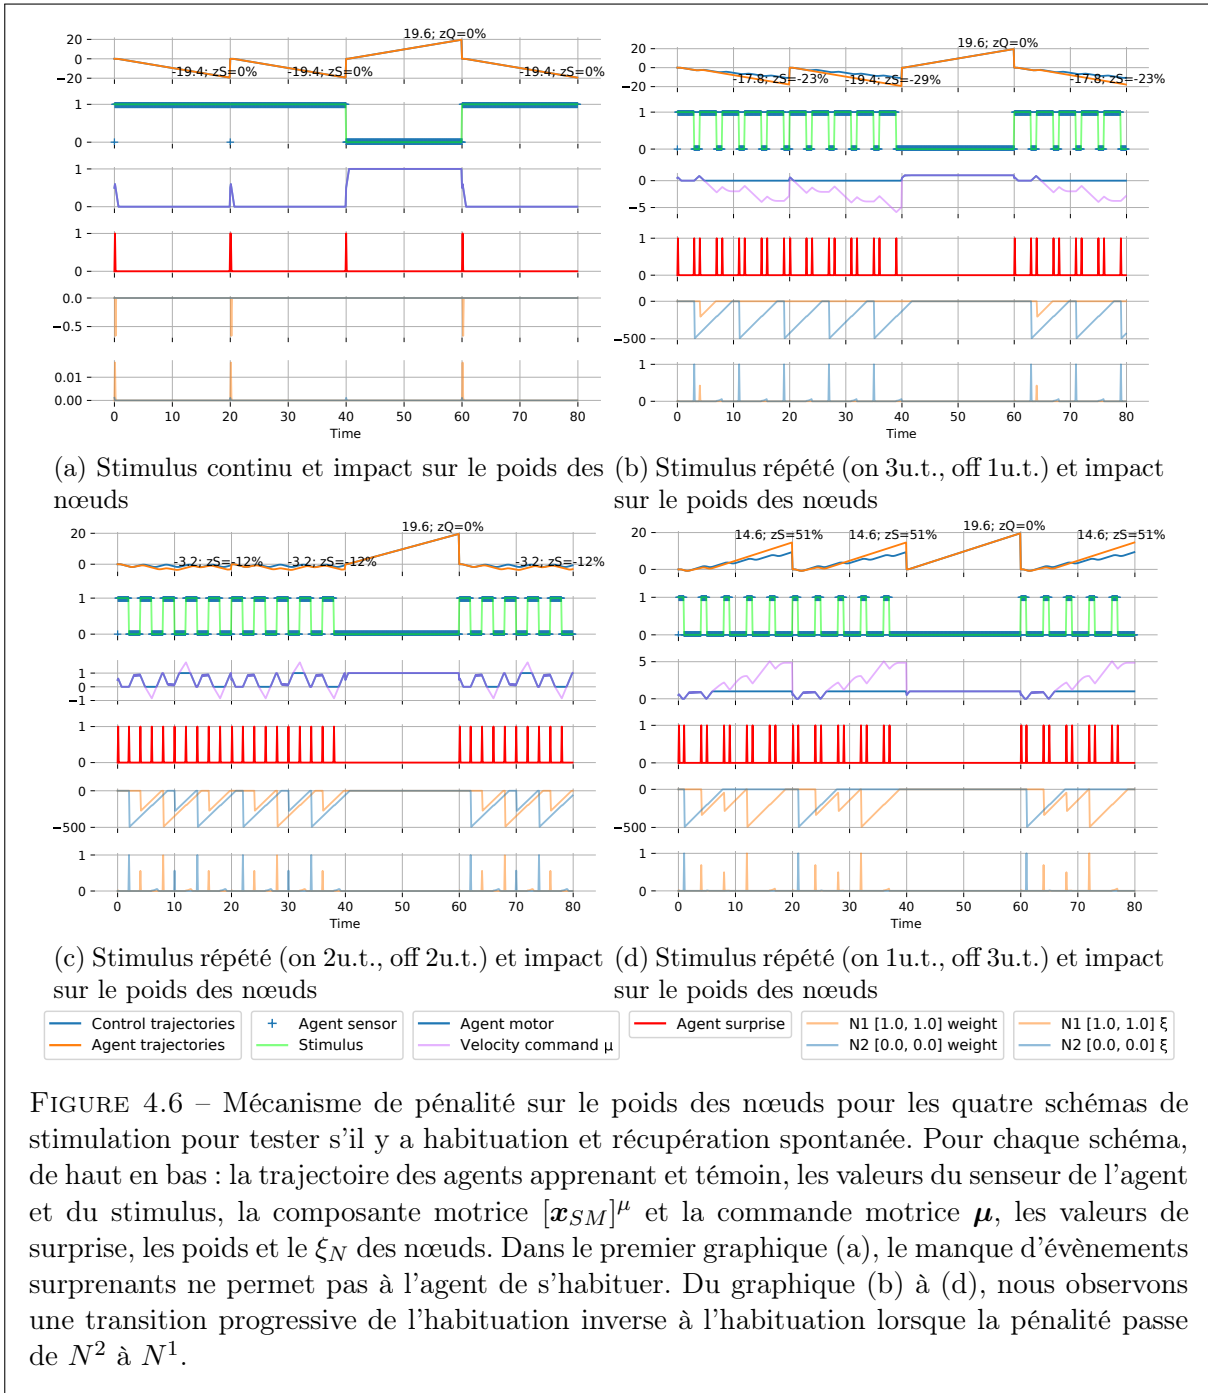 19.6; zQ=0%
20
0
−20
-19.4; zS=0%
-19.4; zS=0%
-19.4; zS=0%
1
0
1
0
1
0
0.0
−0.5
0.01
0.00
0 20 40 60 80
Time
19.6; zQ=0%
20
0
−20
-17.8, zS=-23%
-19.4, zS=-29%
-17.8, zS=-23%
1
0
0
−5
1
0
0
−500
1
0
0 10 20 30 40 60 70 80
Time
(a) Stimulus continu et impact sur le poids des nœuds
(b) Stimulus répété (on 3u.t., off 1u.t.) et impact sur le poids des nœuds
19.6; zQ=0%
20
0
-3.2; zS=-12%
-3.2; zS=-12%
-3.2; zS=-12%
1
0
1
0
−1
1
0
0
−500
1
0
0 10 20 30 40 60 70 80
Time
19.6; zQ=0%
20
0
14.6; zS=51%
14.6; zS=51%
14.6; zS=51%
1
0
5
0
1
0
0
−500
1
0
0 10 20 30 40 60 70 80
Time
(c) Stimulus répété (on 2u.t., off 2u.t.) et impact sur le poids des nœuds
(d) Stimulus répété (on 1u.t., off 3u.t.) et impact sur le poids des nœuds
Control trajectories
Agent trajectories
Agent sensor
Stimulus
Agent motor
Velocity command μ
Agent surprise
N1 [1.0, 1.0] weight
N2 [0.0, 0.0] weight
N1 [1.0, 1.0] ξ
N2 [0.0, 0.0] ξ
FIGURE 4.6 – Mécanisme de pénalité sur le poids des nœuds pour les quatre schémas de
stimulation pour tester s'il y a habituation et récupération spontanée. Pour chaque schéma,
de haut en bas : la trajectoire des agents apprenant et témoin, les valeurs du senseur de l'agent
et du stimulus, la composante motrice [x_SM]^μ et la commande motrice μ, les valeurs de
surprise, les poids et le ξ_N des nœuds. Dans le premier graphique (a), le manque d'évènements
surprenants ne permet pas à l'agent de s'habituer. Du graphique (b) à (d), nous observons
une transition progressive de l'habituation inverse à l'habituation lorsque la pénalité passe
de N² à N¹.